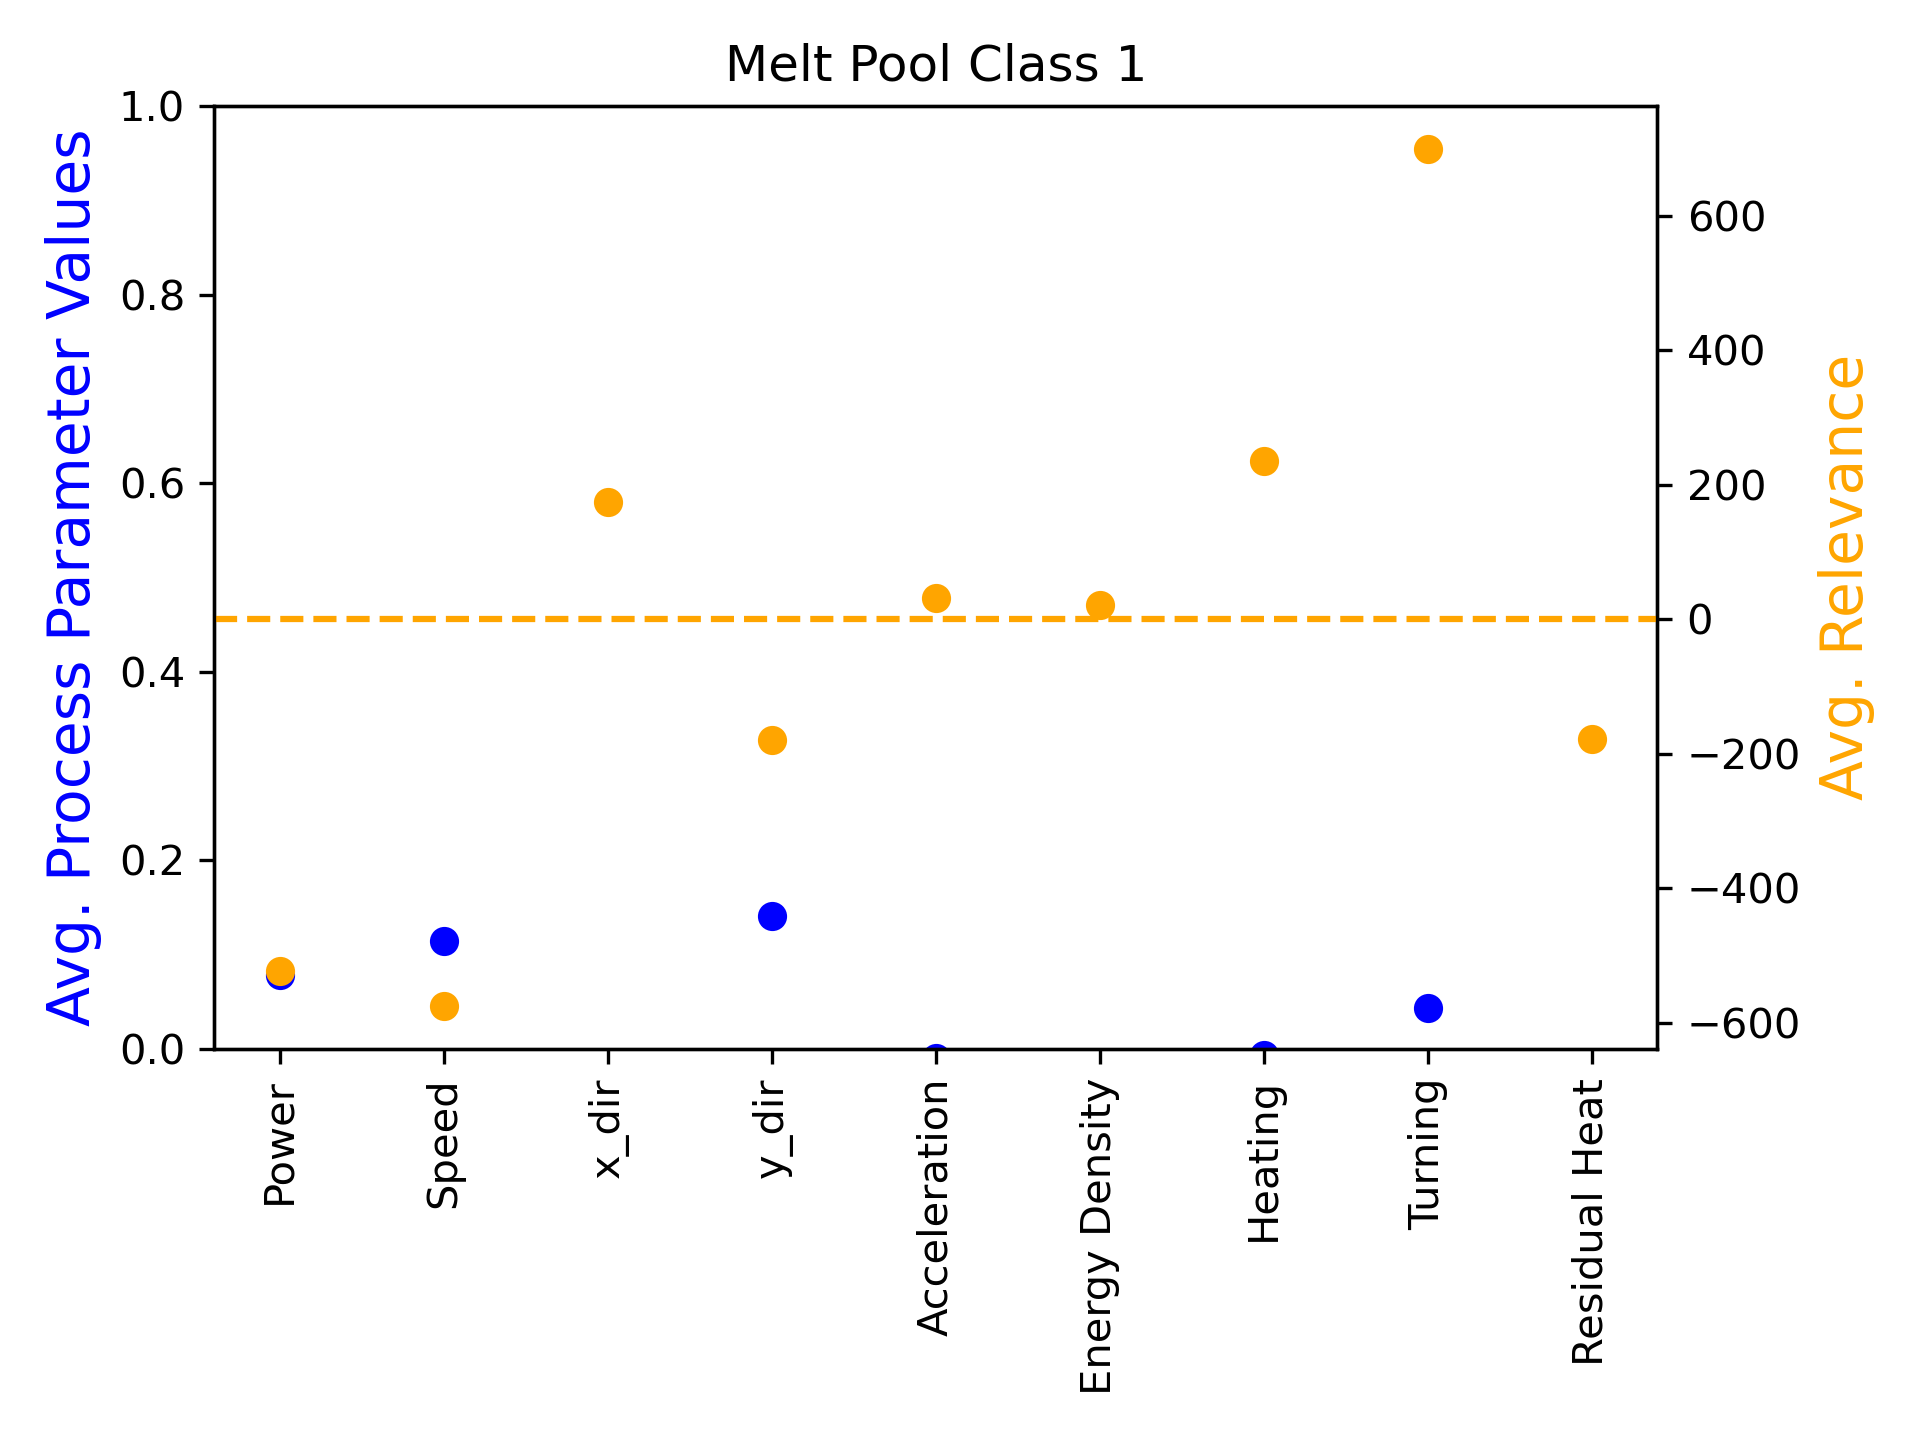 Melt Pool Class 1
Avg. Process Parameter Values
1.0
0.8
0.6
0.4
0.2
0.0
600
400
200
0
−200
−400
−600
Avg. Relevance
Power
Speed
x_dir
y_dir
Acceleration
Energy Density
Heating
Turning
Residual Heat